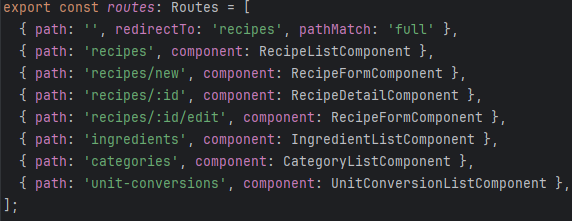 export const routes: Routes = [
  { path: '', redirectTo: 'recipes', pathMatch: 'full' },
  { path: 'recipes', component: RecipeListComponent },
  { path: 'recipes/new', component: RecipeFormComponent },
  { path: 'recipes/:id', component: RecipeDetailComponent },
  { path: 'recipes/:id/edit', component: RecipeFormComponent },
  { path: 'ingredients', component: IngredientListComponent },
  { path: 'categories', component: CategoryListComponent },
  { path: 'unit-conversions', component: UnitConversionListComponent },
];